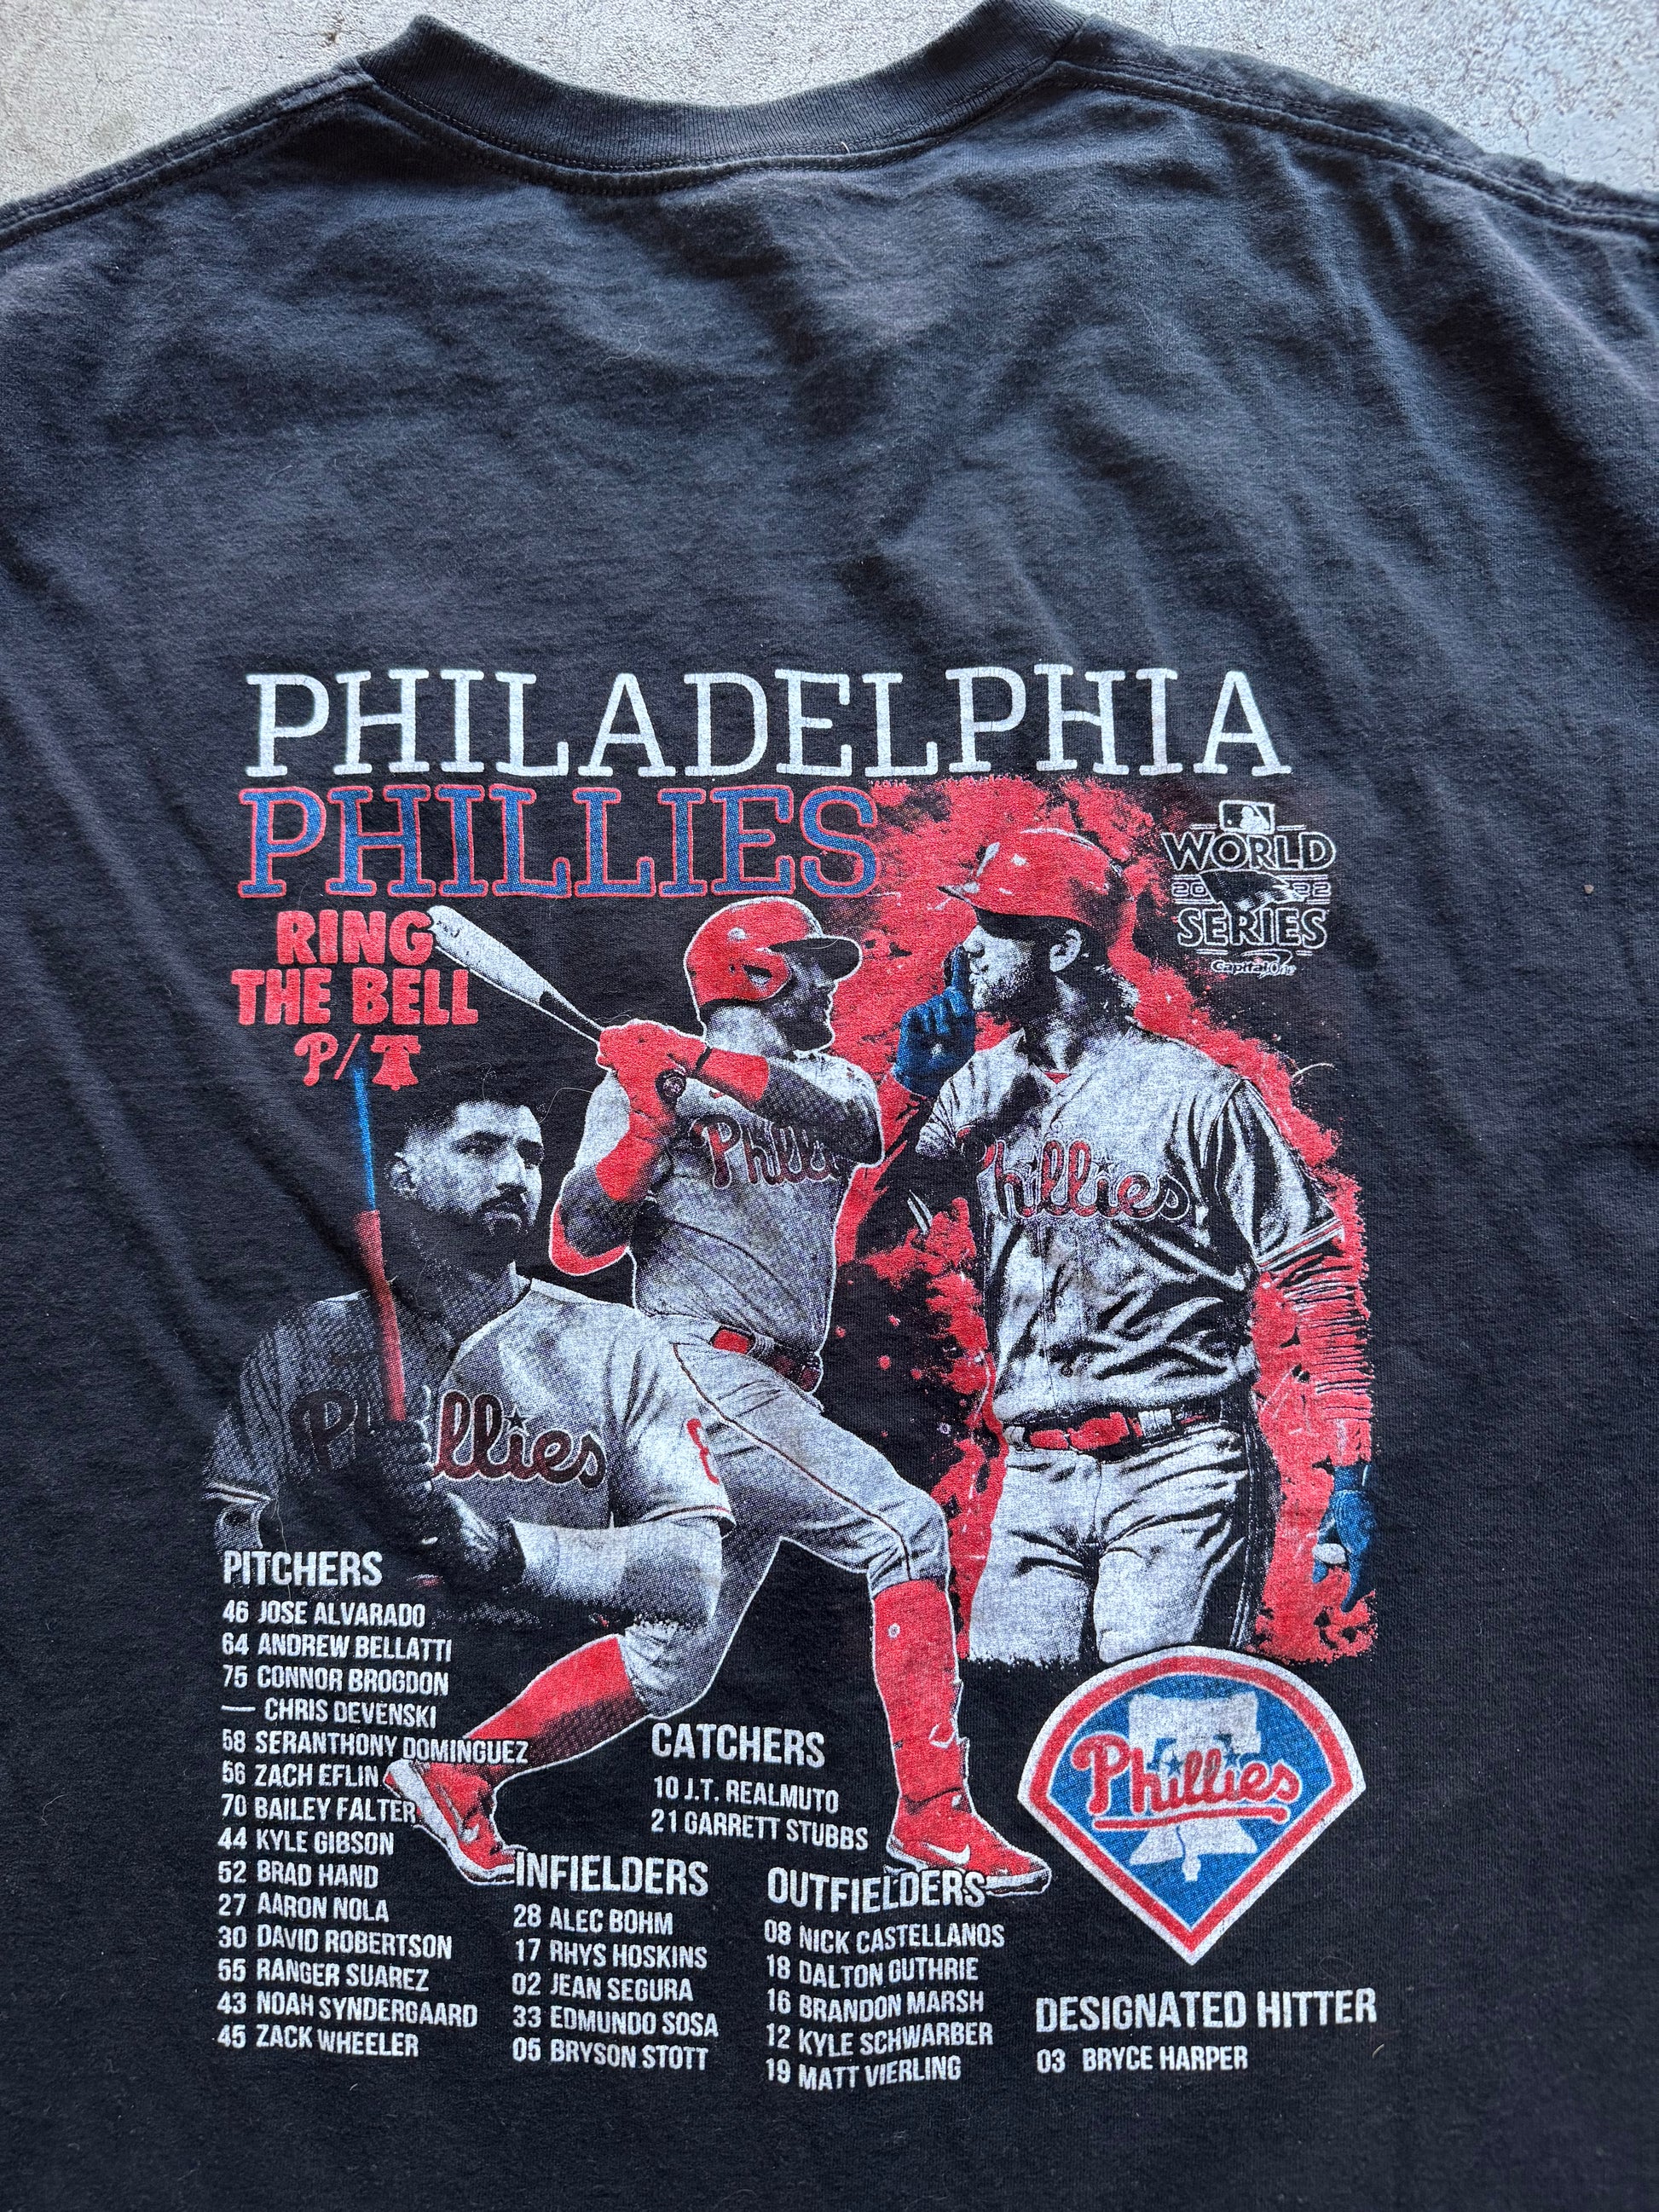 PHILADELPHIA
PHILLIES
RING
THE BELL
P/
WORLD
2022
SERIES
Capital One
Philli
Phillies
Phillies
PITCHERS
46 JOSE ALVARADO
64 ANDREW BELLATTI
75 CONNOR BROGDON
— CHRIS DEVENSKI
58 SERANTHONY DOMINGUEZ
56 ZACH EFLIN
70 BAILEY FALTER
44 KYLE GIBSON
52 BRAD HAND
27 AARON NOLA
30 DAVID ROBERTSON
55 RANGER SUAREZ
43 NOAH SYNDERGAARD
45 ZACK WHEELER
CATCHERS
10 J.T. REALMUTO
21 GARRETT STUBBS
INFIELDERS
28 ALEC BOHM
17 RHYS HOSKINS
02 JEAN SEGURA
33 EDMUNDO SOSA
05 BRYSON STOTT
OUTFIELDERS
08 NICK CASTELLANOS
18 DALTON GUTHRIE
16 BRANDON MARSH
12 KYLE SCHWARBER
19 MATT VIERLING
Phillies
DESIGNATED HITTER
03 BRYCE HARPER